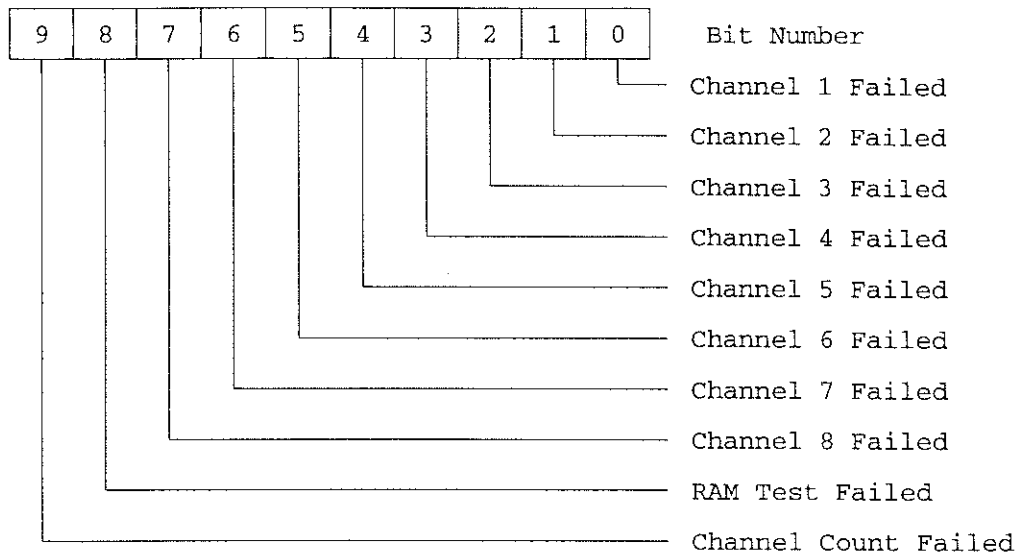 9 8 7 6 5 4 3 2 1 0 Bit Number
Channel 1 Failed
Channel 2 Failed
Channel 3 Failed
Channel 4 Failed
Channel 5 Failed
Channel 6 Failed
Channel 7 Failed
Channel 8 Failed
RAM Test Failed
Channel Count Failed